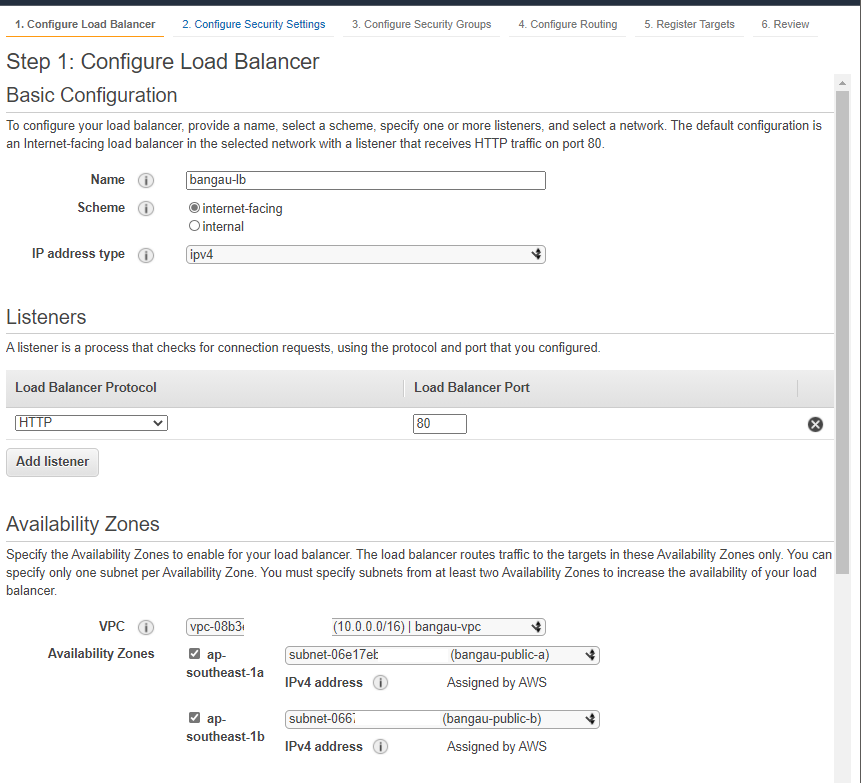 1. Configure Load Balancer 2. Configure Security Settings 3. Configure Security Groups 4. Configure Routing 5. Register Targets 6. Review
Step 1: Configure Load Balancer
Basic Configuration
To configure your load balancer, provide a name, select a scheme, specify one or more listeners, and select a network. The default configuration is
an Internet-facing load balancer in the selected network with a listener that receives HTTP traffic on port 80.
Name i bangau-lb
Scheme i internet-facing
internal
IP address type i ipv4
Listeners
A listener is a process that checks for connection requests, using the protocol and port that you configured.
Load Balancer Protocol Load Balancer Port
HTTP 80
Add listener
Availability Zones
Specify the Availability Zones to enable for your load balancer. The load balancer routes traffic to the targets in these Availability Zones only. You can
specify only one subnet per Availability Zone. You must specify subnets from at least two Availability Zones to increase the availability of your load
balancer.
VPC i (10.0.0.0/16) | bangau-vpc
Availability Zones ap- (bangau-public-a)
southeast-1a
IPv4 address i Assigned by AWS
ap- (bangau-public-b)
southeast-1b
IPv4 address i Assigned by AWS